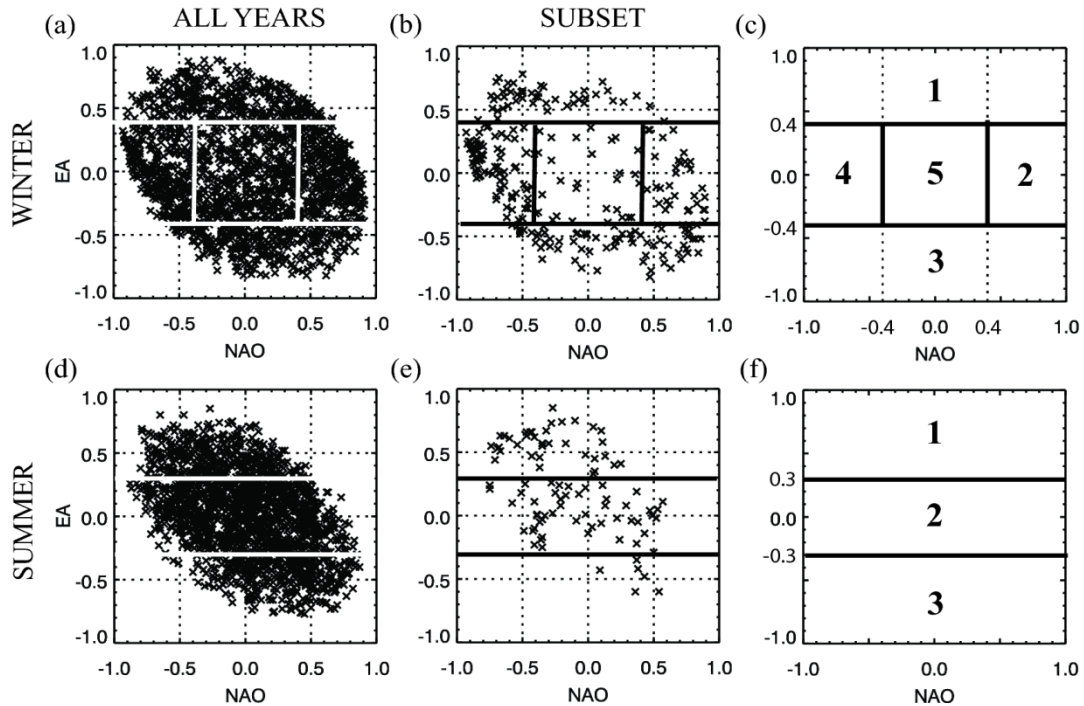 ALL YEARS SUBSET
(a) (b) (c)
WINTER
EA
1.0 0.5 0.0 -0.5 -1.0
-1.0 -0.5 0.0 0.5 1.0
NAO
EA
1.0 0.5 0.0 -0.5 -1.0
-1.0 -0.5 0.0 0.5 1.0
NAO
1.0 0.4 0.0 -0.4 -1.0
1
4 5 2
3
-1.0 -0.4 0.0 0.4 1.0
NAO
(d) (e) (f)
SUMMER
EA
1.0 0.5 0.0 -0.5 -1.0
-1.0 -0.5 0.0 0.5 1.0
NAO
EA
1.0 0.5 0.0 -0.5 -1.0
-1.0 -0.5 0.0 0.5 1.0
NAO
1.0 0.3 0.0 -0.3 -1.0
1
2
3
-1.0 0.0 1.0
NAO